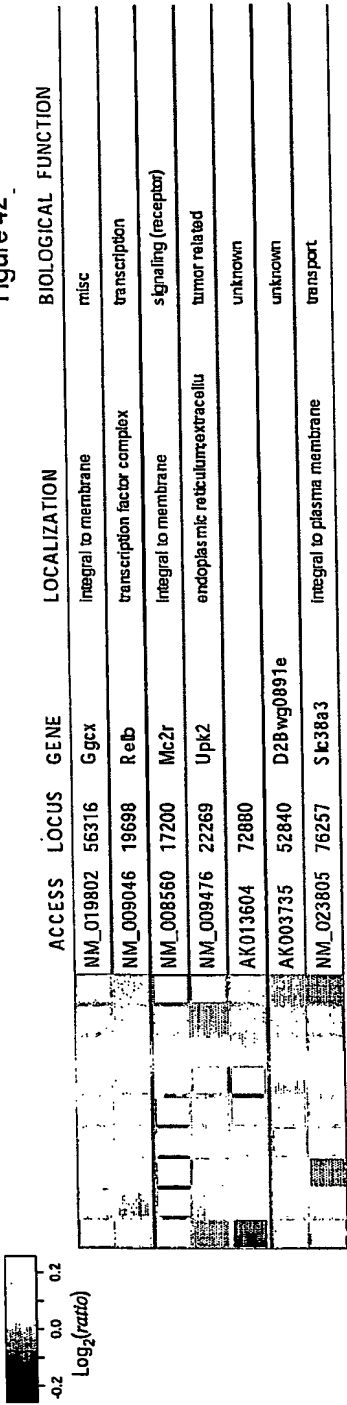 Figure 42
ACCESS LOCUS GENE LOCALIZATION BIOLOGICAL FUNCTION
NM_019802 56316 Ggcx integral to membrane misc
NM_009046 19698 Relb transcription factor complex transcription
NM_008560 17200 Mc2r integral to membrane signaling (receptor)
NM_009476 22269 Upk2 endoplasmic reticulum;extracellu tumor related
AK013604 72880 unknown
AK003735 52840 D2Bwg0891e unknown
NM_023805 76257 Slc38a3 integral to plasma membrane transport
-0.2 0.0 0.2
Log2(ratio)